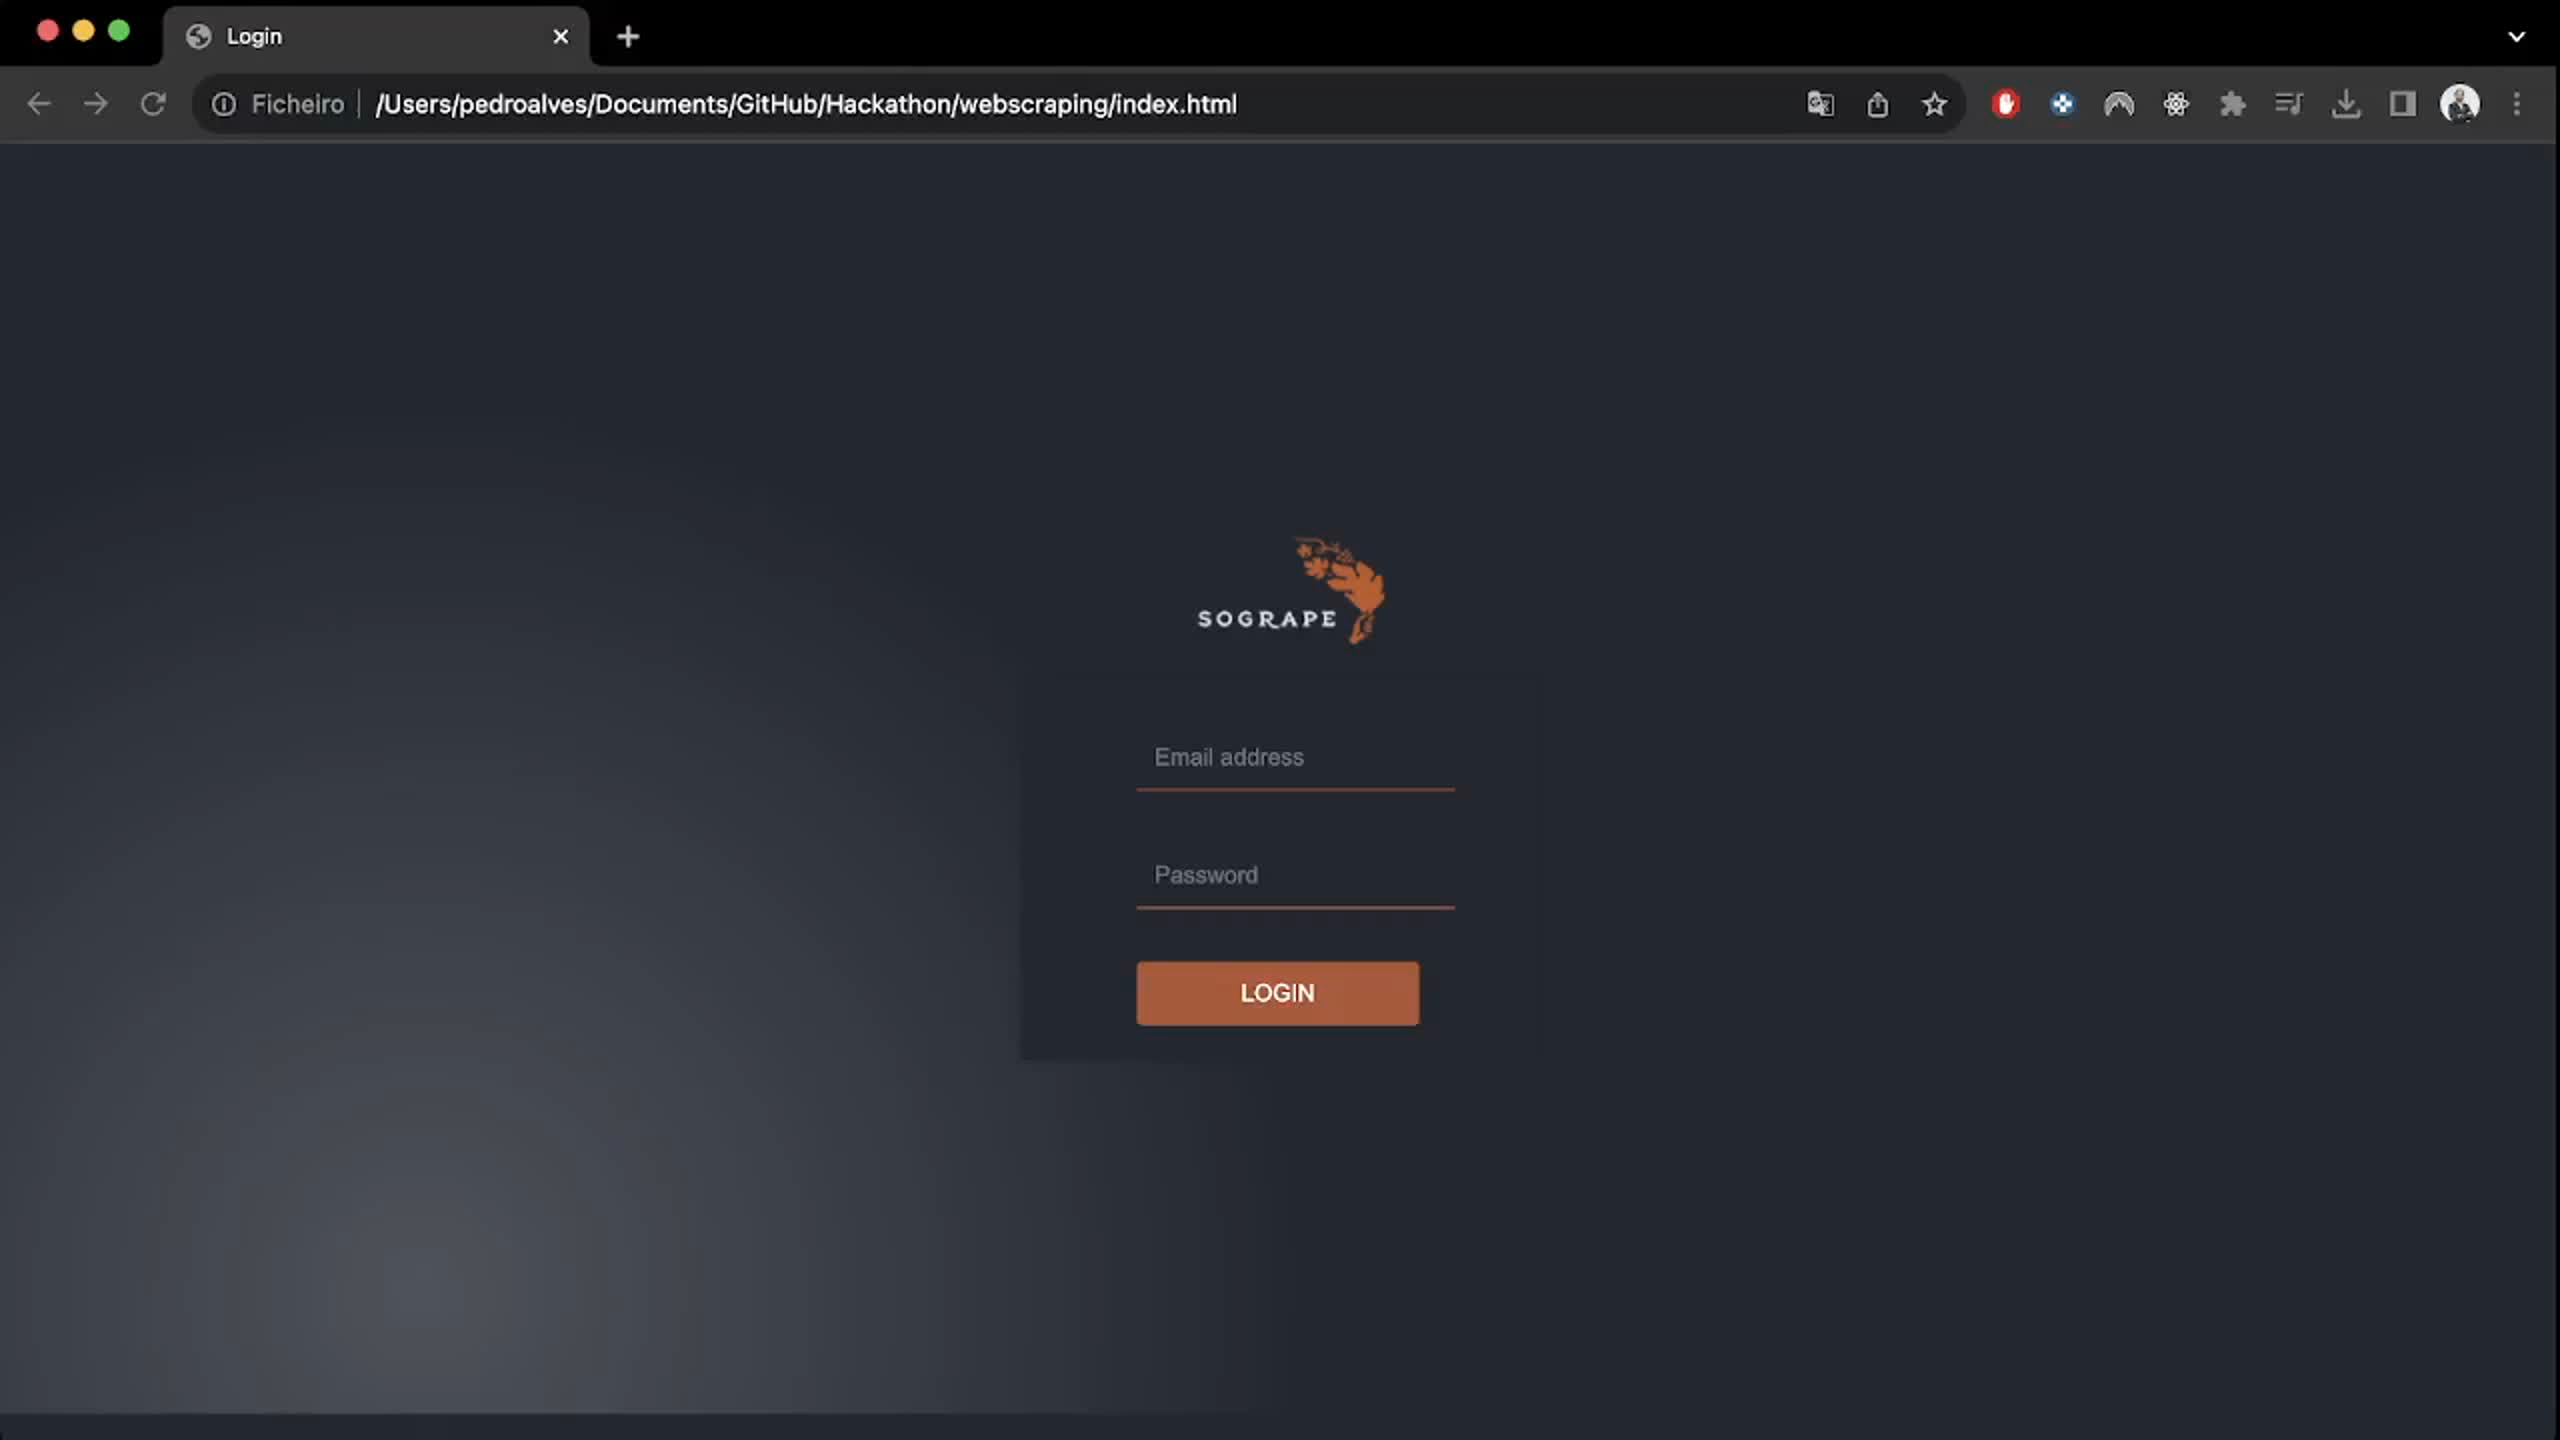 Login
Ficheiro /Users/pedroalves/Documents/GitHub/Hackathon/webscraping/index.html
SOGRAPE
Email address
Password
LOGIN